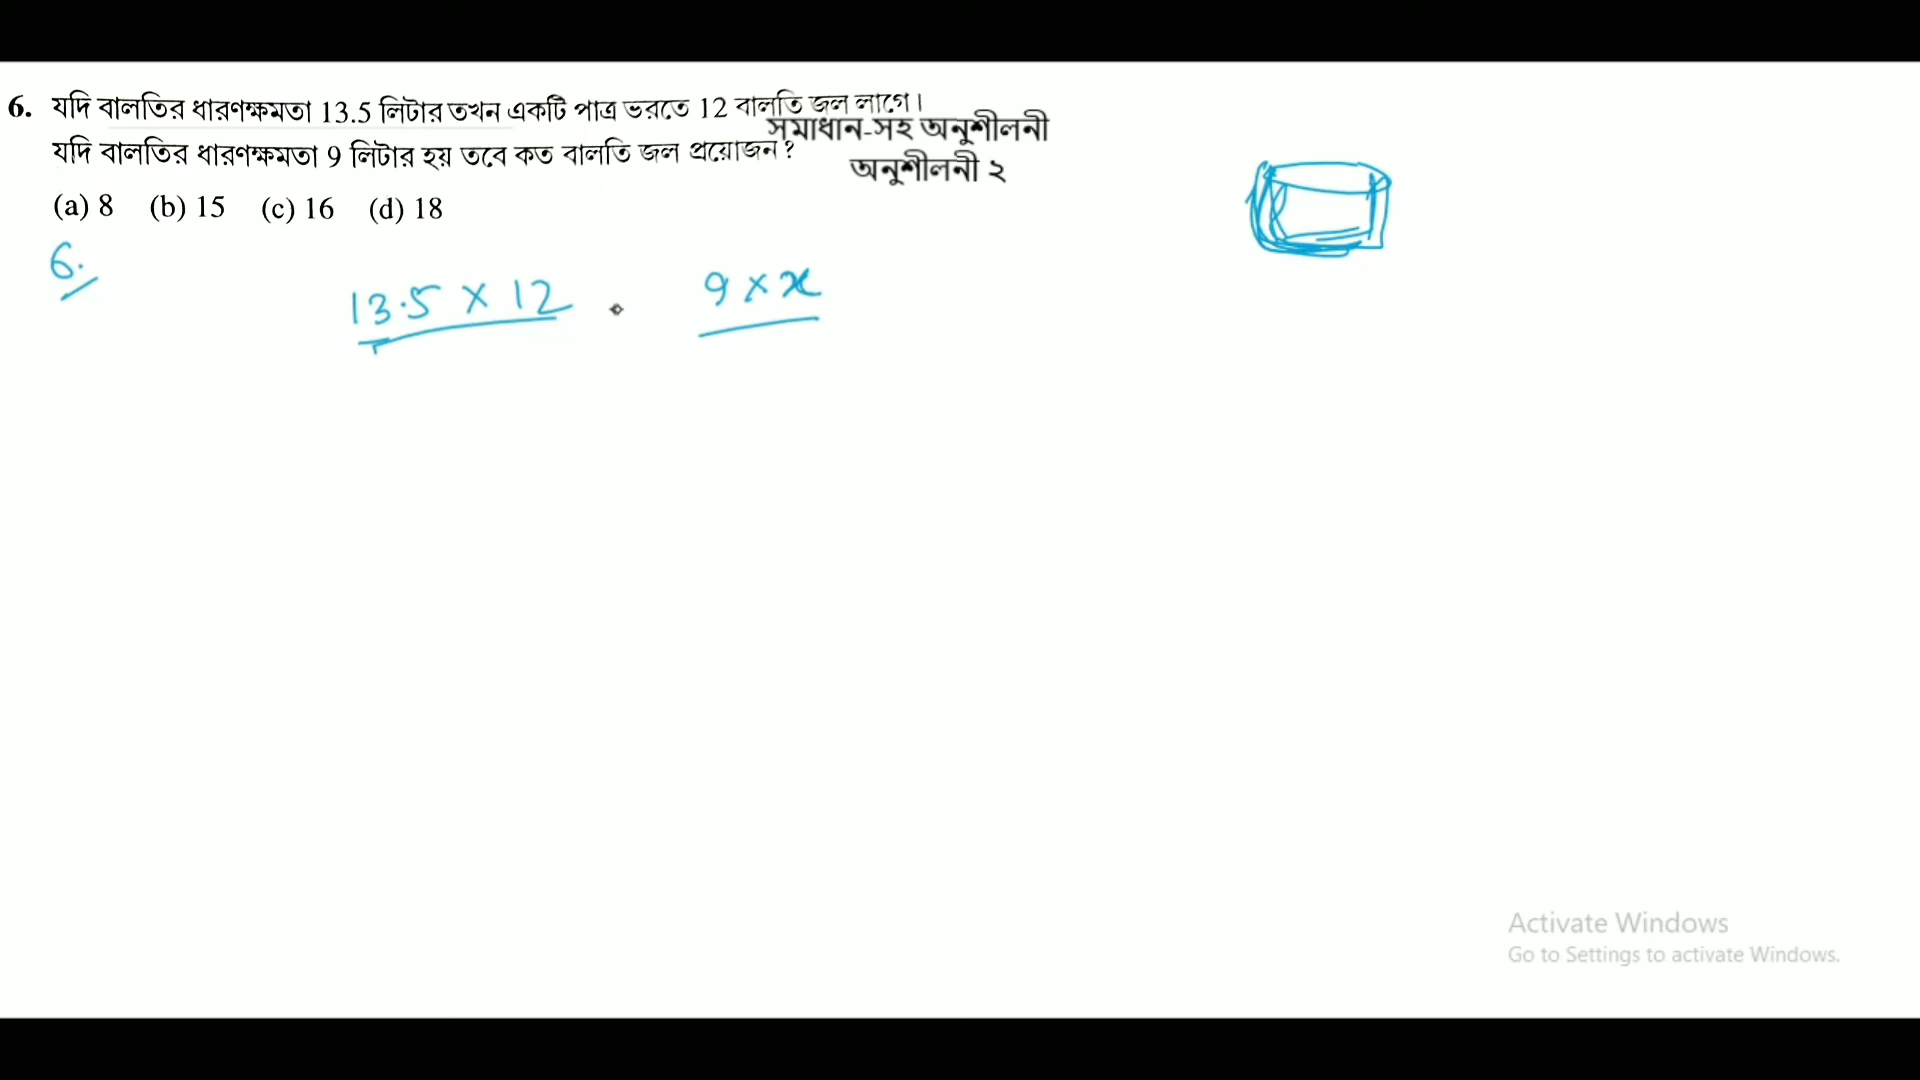 6. যদি বালতির ধারণক্ষমতা 13.5 লিটার তখন একটি পাত্র ভরতে 12 বালতি জল লাগে।
সমাধান-সহ অনুশীলনী
যদি বালতির ধারণক্ষমতা 9 লিটার হয় তবে কত বালতি জল প্রয়োজন?
অনুশীলনী ২
(a) 8 (b) 15 (c) 16 (d) 18
6.
13.5 × 12 9 × x
Activate Windows
Go to Settings to activate Windows.